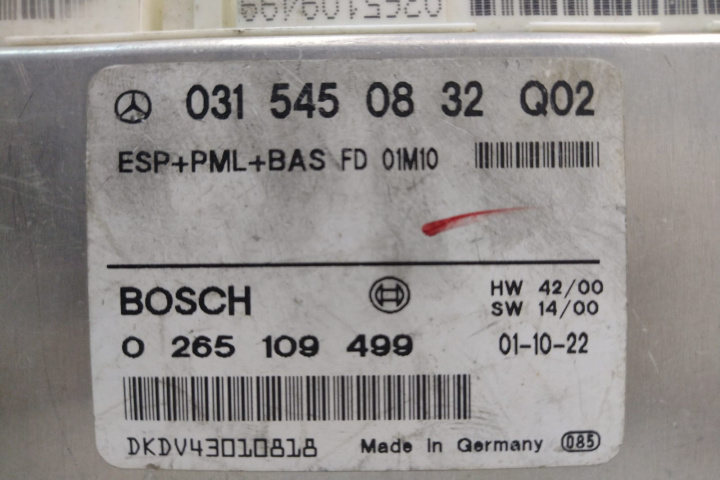 0265109499
031 545 08 32 Q02
ESP+PML+BAS FD 01M10
BOSCH
HW 42/00
SW 14/00
0 265 109 499
01-10-22
DKDV43010818
Made in Germany 085